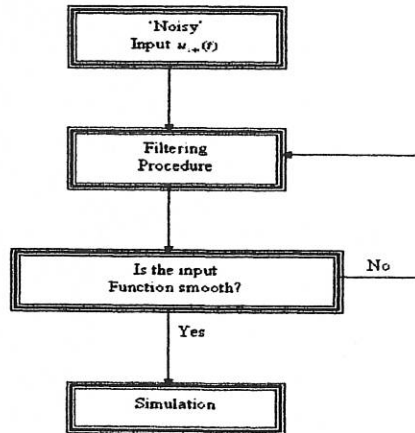 'Noisy'
Input
Filtering
Procedure
Is the input
Function smooth?
No
Yes
Simulation